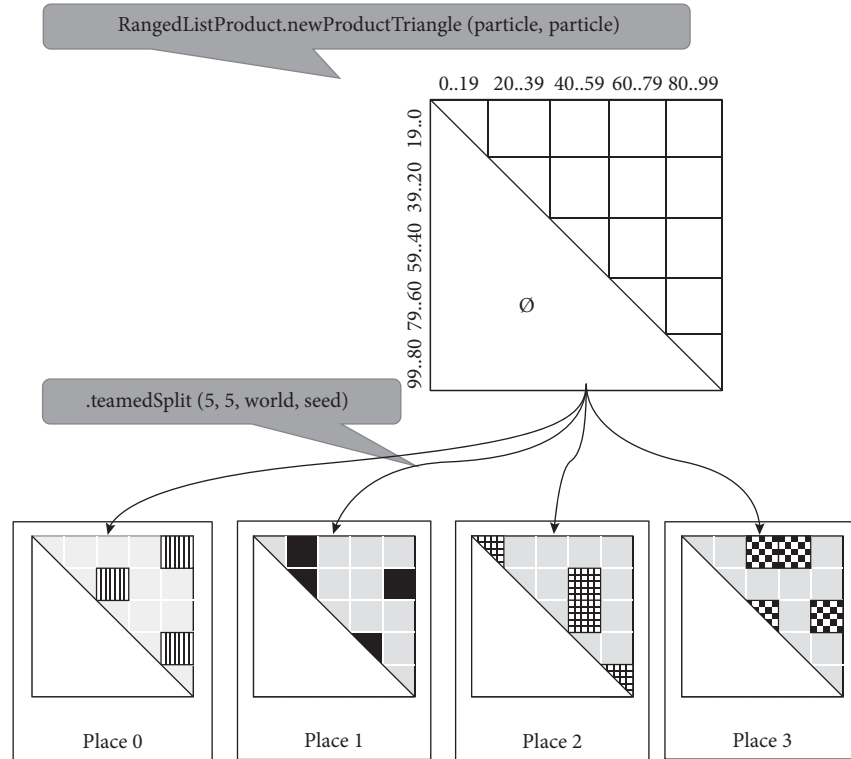 RangedListProduct.newProductTriangle (particle, particle)
0..19 20..39 40..59 60..79 80..99
19..0
39..20
59..40
79..60
99..80
Ø
.teamedSplit (5, 5, world, seed)
Place 0 Place 1 Place 2 Place 3